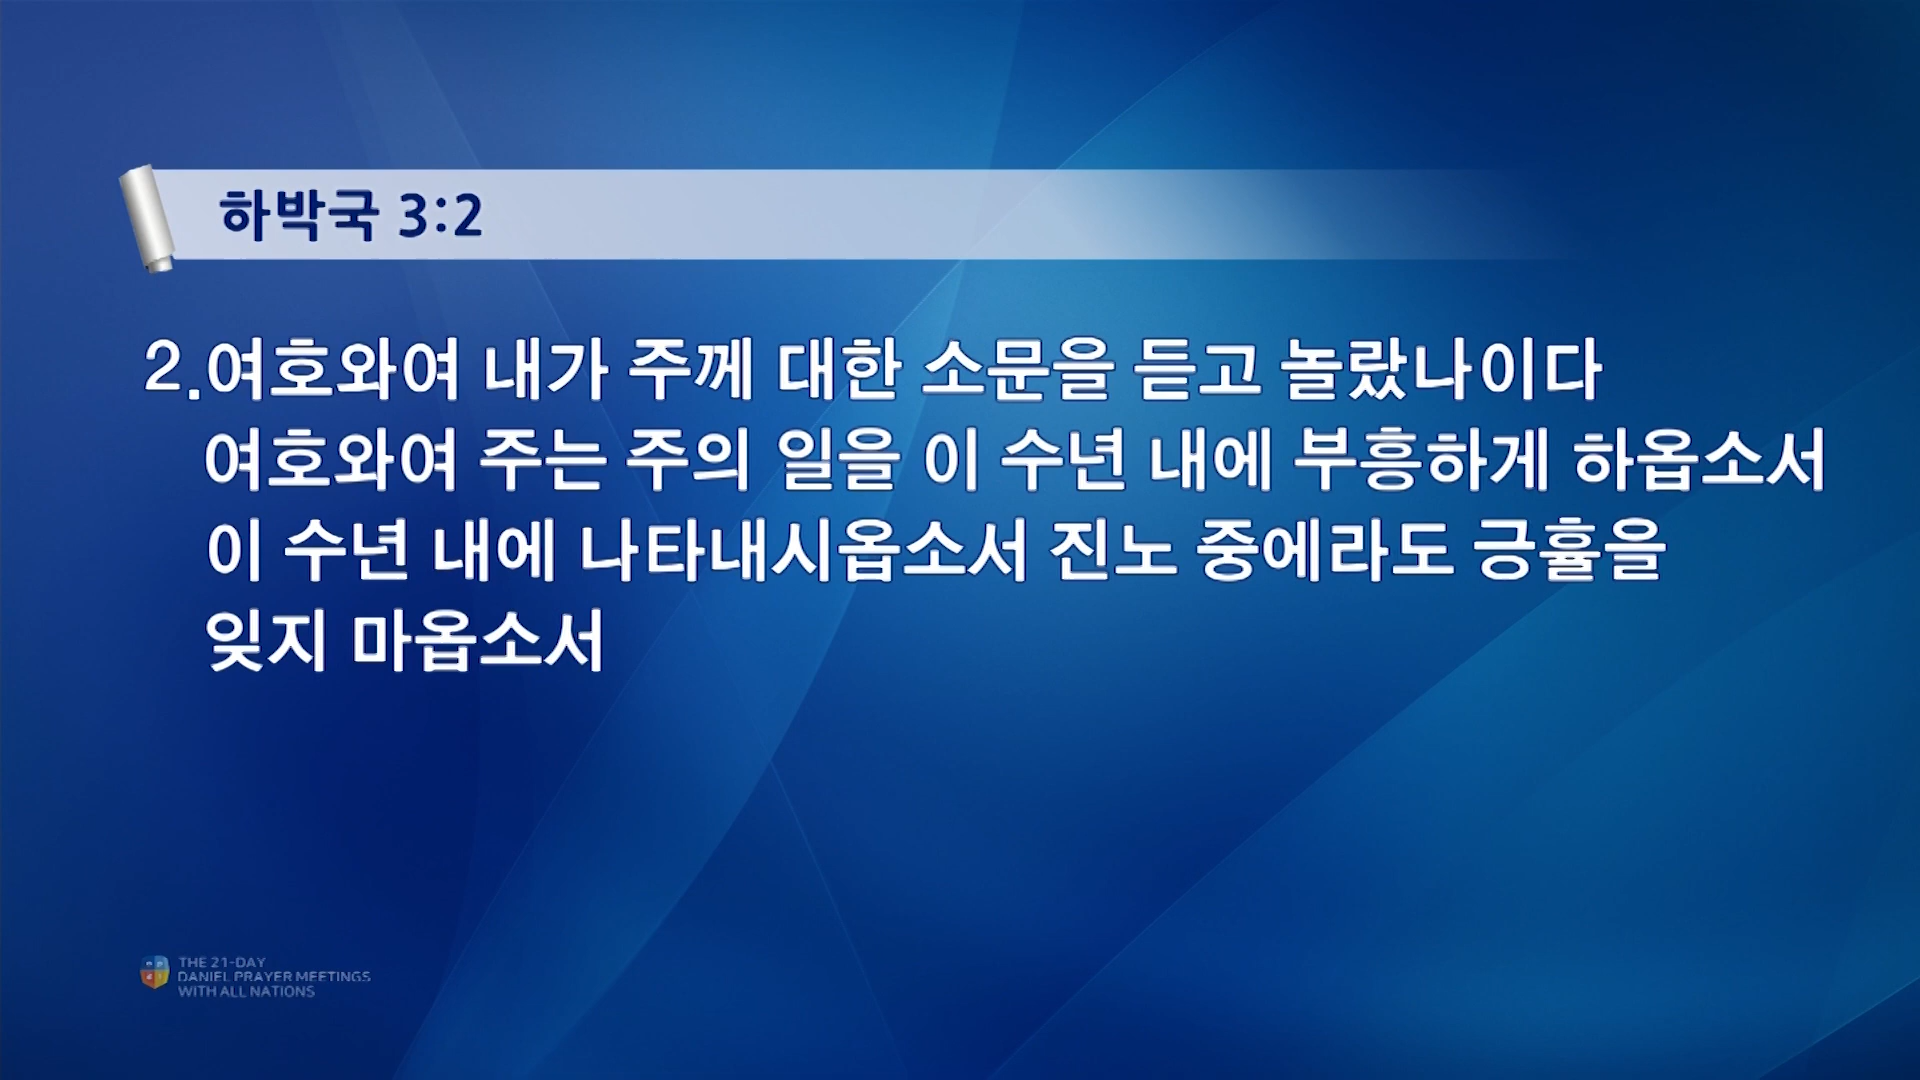 하박국 3:2
2.여호와여 내가 주께 대한 소문을 듣고 놀랐나이다
여호와여 주는 주의 일을 이 수년 내에 부흥하게 하옵소서
이 수년 내에 나타내시옵소서 진노 중에라도 긍휼을
잊지 마옵소서
THE 21-DAY
DANIEL PRAYER MEETINGS
WITH ALL NATIONS